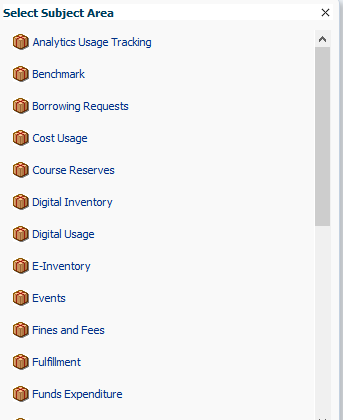 Select Subject Area
Analytics Usage Tracking
Benchmark
Borrowing Requests
Cost Usage
Course Reserves
Digital Inventory
Digital Usage
E-Inventory
Events
Fines and Fees
Fulfillment
Funds Expenditure